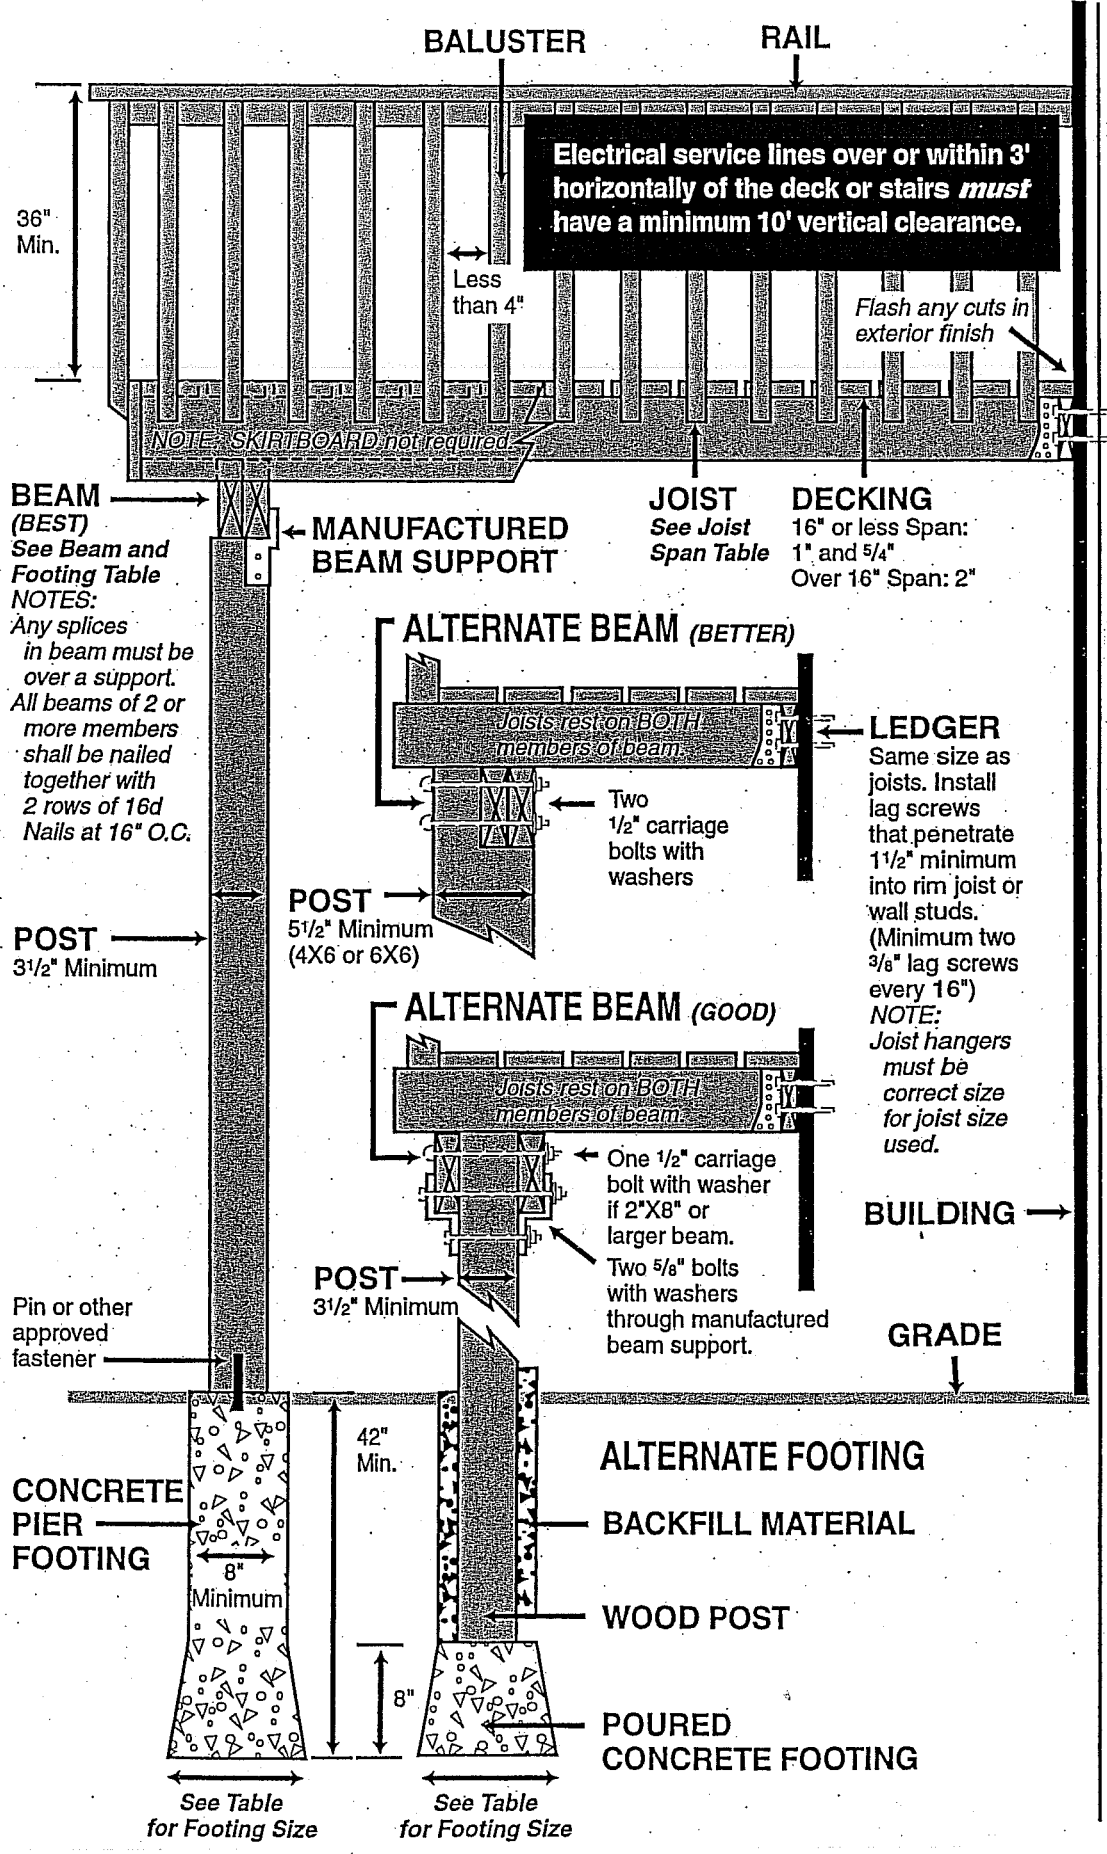 BALUSTER
RAIL
Electrical service lines over or within 3'
horizontally of the deck or stairs must
have a minimum 10' vertical clearance.
36"
Min.
Less
than 4"
Flash any cuts in
exterior finish
NOTE: SKIRTBOARD not required
BEAM
(BEST)
See Beam and
Footing Table
NOTES:
Any splices
in beam must be
over a support.
All beams of 2 or
more members
shall be nailed
together with
2 rows of 16d
Nails at 16" O.C.
MANUFACTURED
BEAM SUPPORT
JOIST
See Joist
Span Table
DECKING
16" or less Span:
1" and 5/4"
Over 16" Span: 2"
ALTERNATE BEAM (BETTER)
Joists rest on BOTH
members of beam.
Two
1/2" carriage
bolts with
washers
POST
5 1/2" Minimum
(4X6 or 6X6)
LEDGER
Same size as
joists. Install
lag screws
that penetrate
1 1/2" minimum
into rim joist or
wall studs.
(Minimum two
3/8" lag screws
every 16")
NOTE:
Joist hangers
must be
correct size
for joist size
used.
POST
3 1/2" Minimum
ALTERNATE BEAM (GOOD)
Joists rest on BOTH
members of beam.
One 1/2" carriage
bolt with washer
if 2"X8" or
larger beam.
Two 5/8" bolts
with washers
through manufactured
beam support.
POST
3 1/2" Minimum
BUILDING
GRADE
Pin or other
approved
fastener
42"
Min.
CONCRETE
PIER
FOOTING
8"
Minimum
ALTERNATE FOOTING
BACKFILL MATERIAL
WOOD POST
8"
POURED
CONCRETE FOOTING
See Table
for Footing Size
See Table
for Footing Size